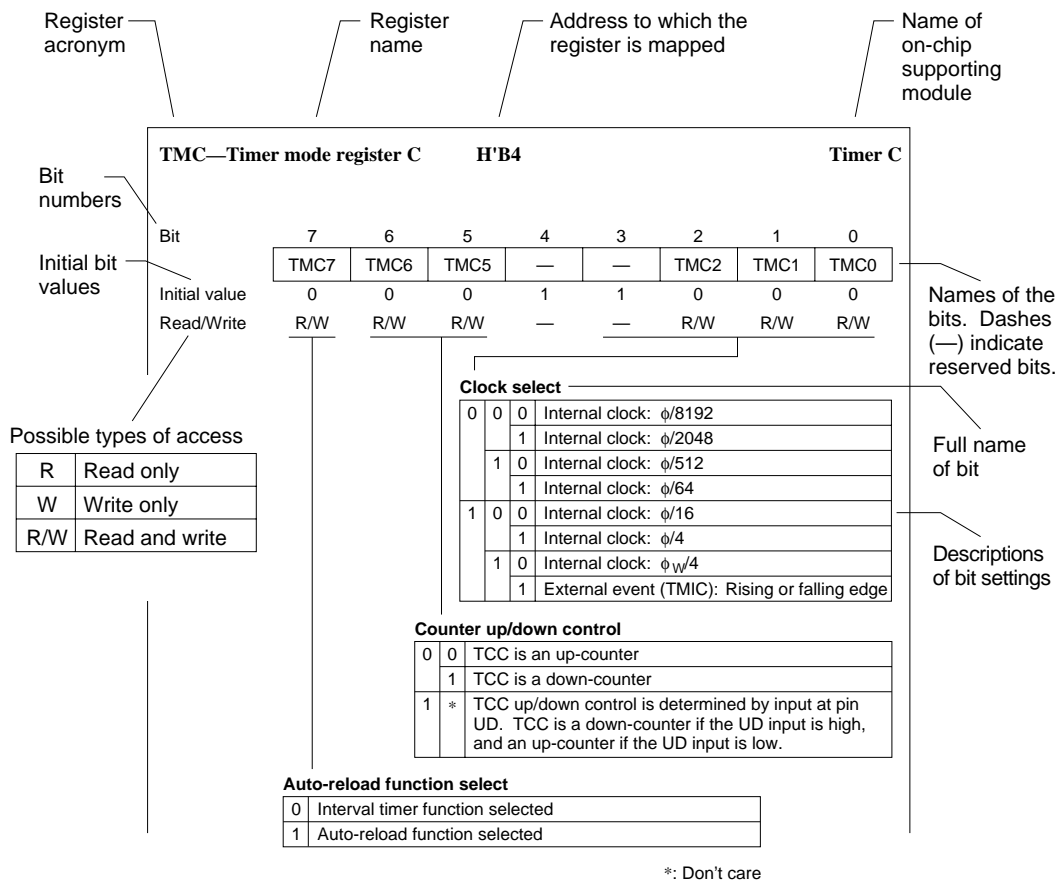 Register acronym
Register name
Address to which the register is mapped
Name of on-chip supporting module
TMC—Timer mode register C H'B4 Timer C
Bit numbers
Bit 7 6 5 4 3 2 1 0
Initial bit values
TMC7 TMC6 TMC5 — — TMC2 TMC1 TMC0
Initial value 0 0 0 1 1 0 0 0
Read/Write R/W R/W R/W — — R/W R/W R/W
Names of the bits. Dashes (—) indicate reserved bits.
Possible types of access
R Read only
W Write only
R/W Read and write
Clock select
0 0 0 Internal clock: ϕ/8192
1 Internal clock: ϕ/2048
1 0 Internal clock: ϕ/512
1 Internal clock: ϕ/64
1 0 0 Internal clock: ϕ/16
1 Internal clock: ϕ/4
1 0 Internal clock: ϕW/4
1 External event (TMIC): Rising or falling edge
Full name of bit
Descriptions of bit settings
Counter up/down control
0 0 TCC is an up-counter
1 TCC is a down-counter
1 * TCC up/down control is determined by input at pin
UD. TCC is a down-counter if the UD input is high,
and an up-counter if the UD input is low.
Auto-reload function select
0 Interval timer function selected
1 Auto-reload function selected
*: Don't care